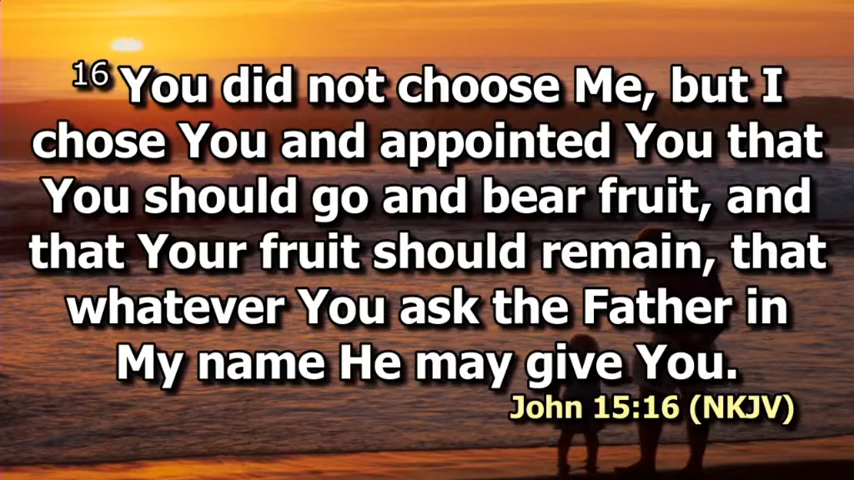 16 You did not choose Me, but I
chose You and appointed You that
You should go and bear fruit, and
that Your fruit should remain, that
whatever You ask the Father in
My name He may give You.
John 15:16 (NKJV)